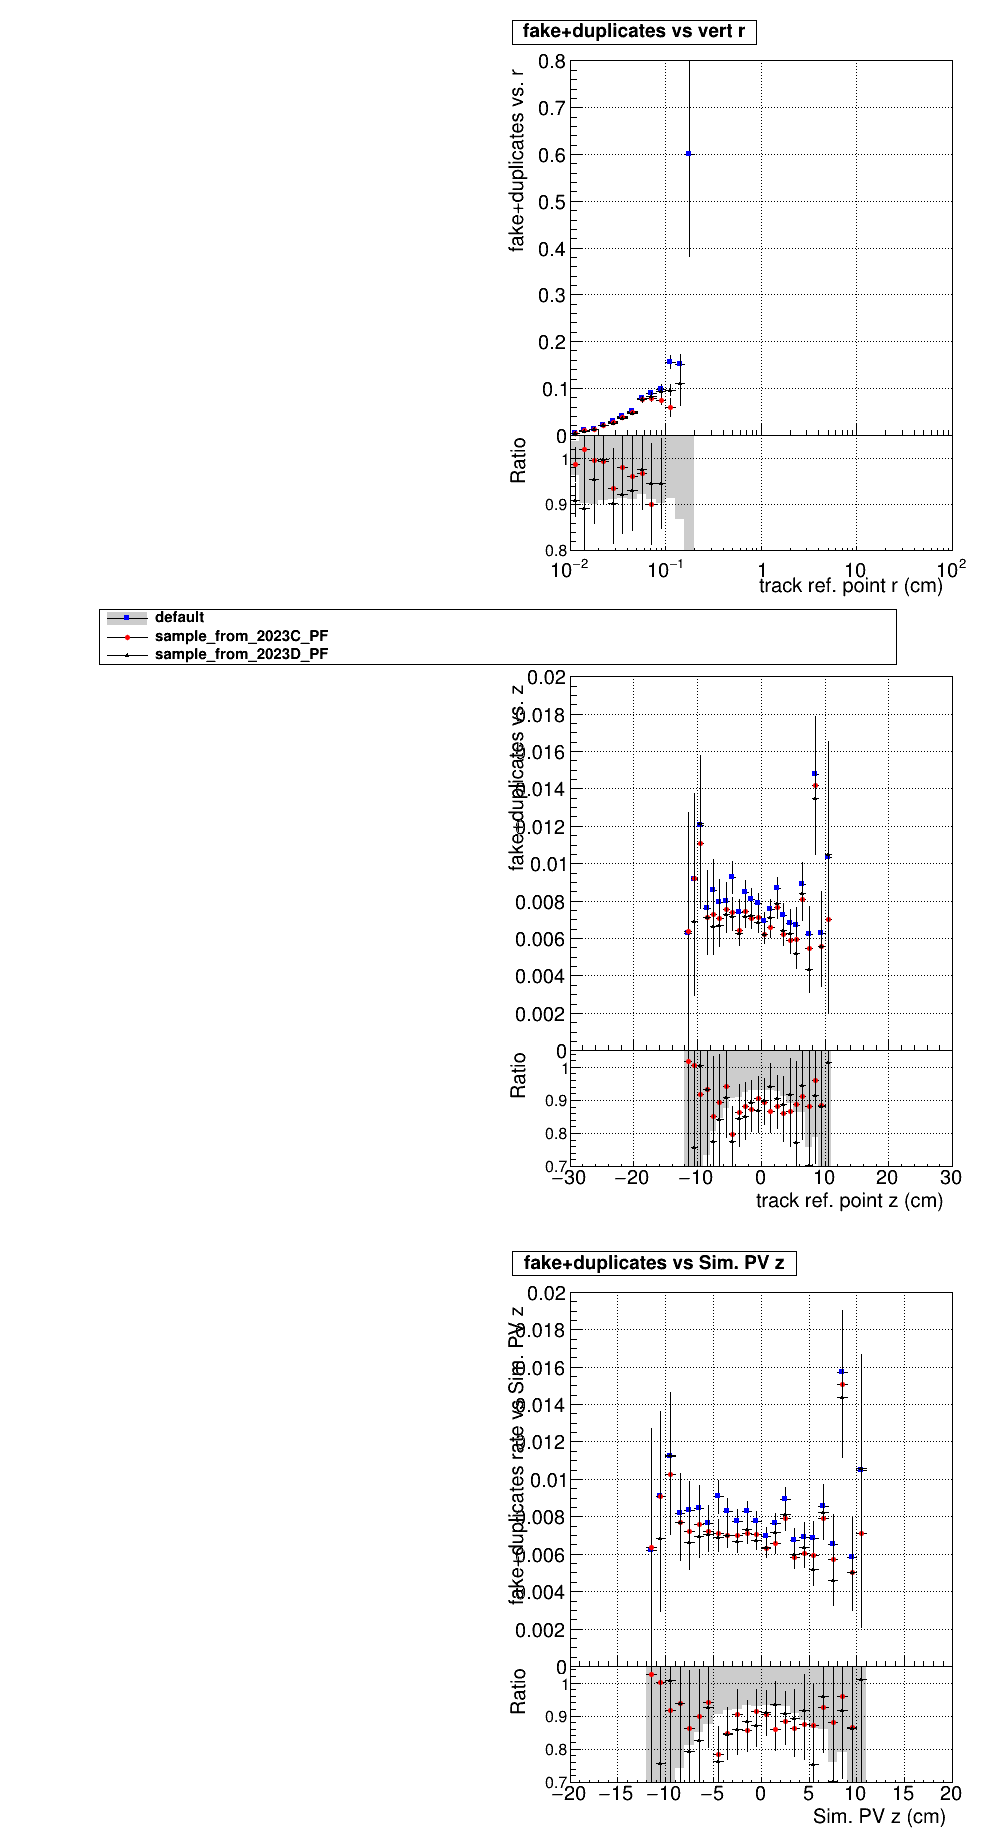 fake+duplicates vs vert r
fake+duplicates vs. r
0.8
0.7
0.6
0.5
0.4
0.3
0.2
0.1
0
Ratio
1
0.9
0.8
10⁻² 10⁻¹ 1 10 10²
track ref. point r (cm)
default
sample_from_2023C_PF
sample_from_2023D_PF
fake+duplicates vs. z
0.02
0.018
0.016
0.014
0.012
0.01
0.008
0.006
0.004
0.002
0
Ratio
1
0.9
0.8
0.7
−30 −20 −10 0 10 20 30
track ref. point z (cm)
fake+duplicates vs Sim. PV z
fake+duplicates rate vs Sim. PV z
0.02
0.018
0.016
0.014
0.012
0.01
0.008
0.006
0.004
0.002
0
Ratio
1
0.9
0.8
0.7
−20 −15 −10 −5 0 5 10 15 20
Sim. PV z (cm)